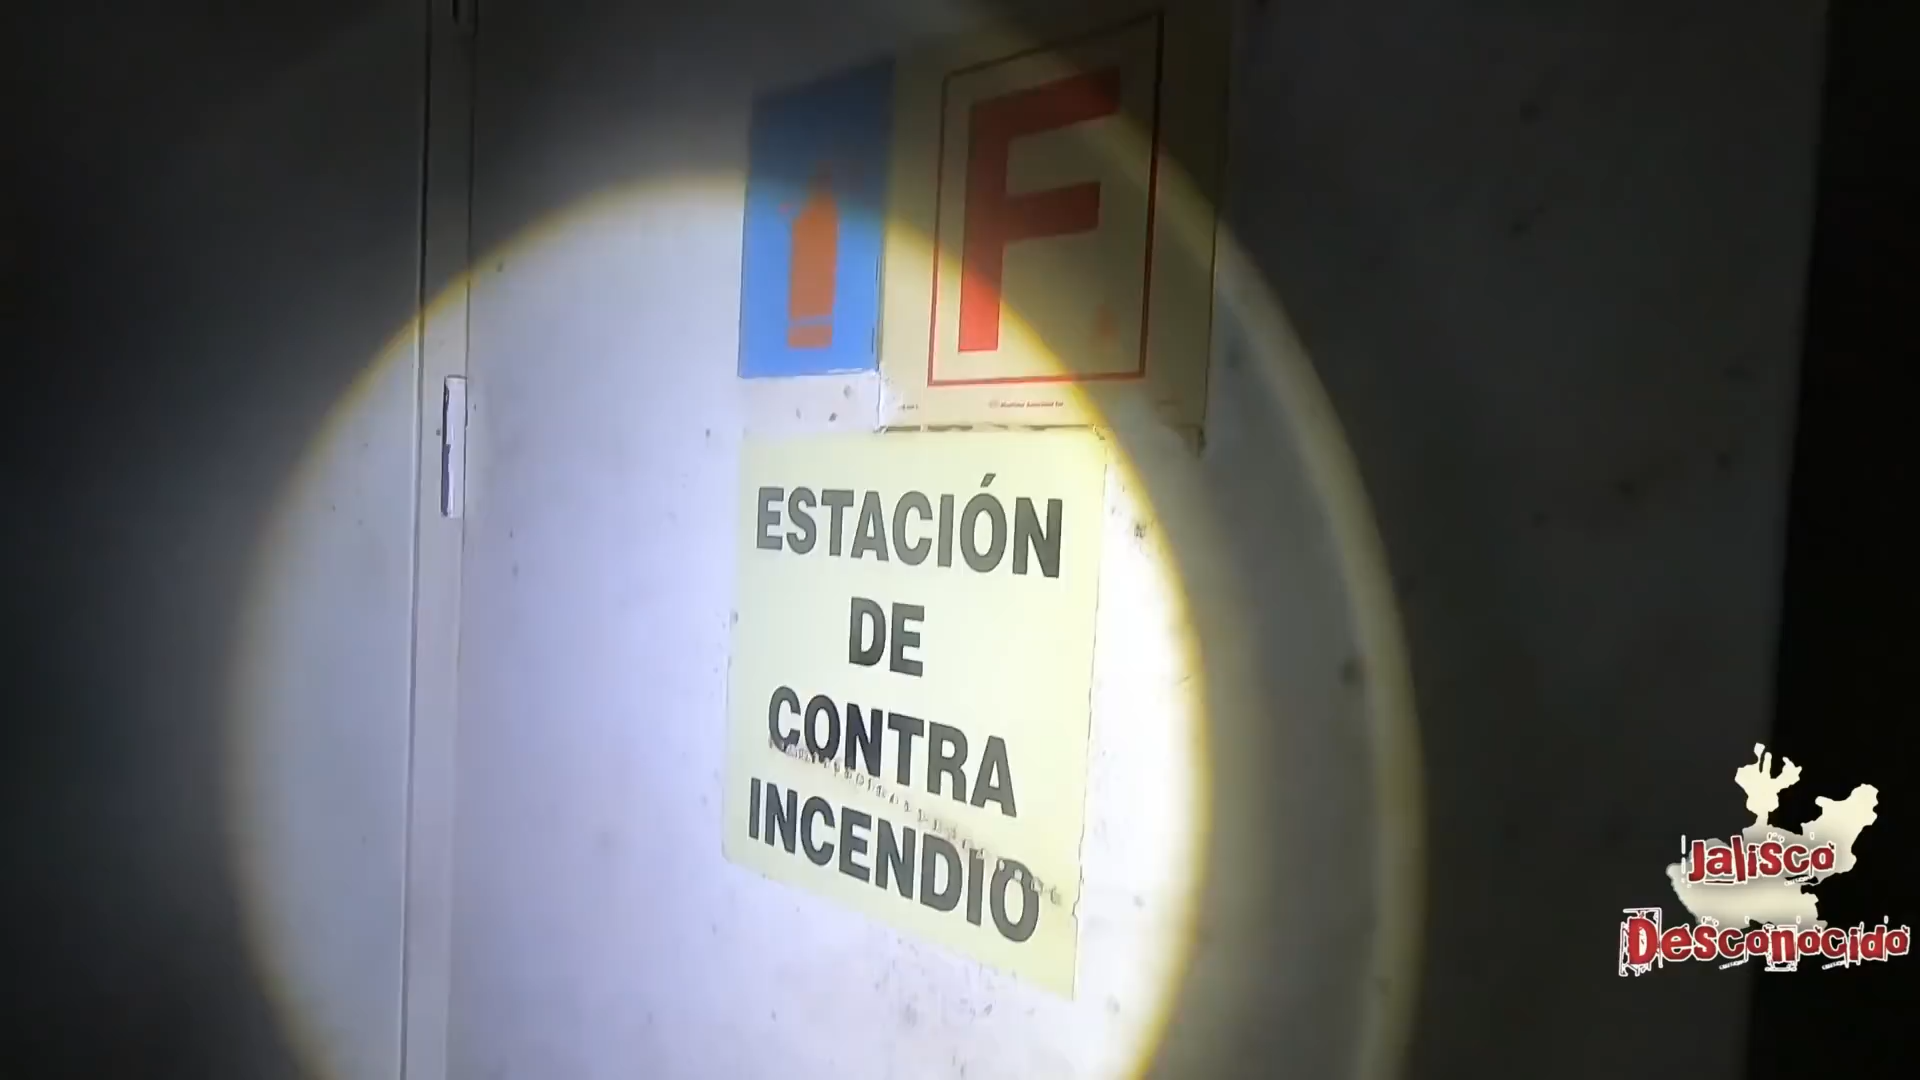 F
ESTACIÓN
DE
CONTRA
INCENDIO
Jalisco
Desconocido